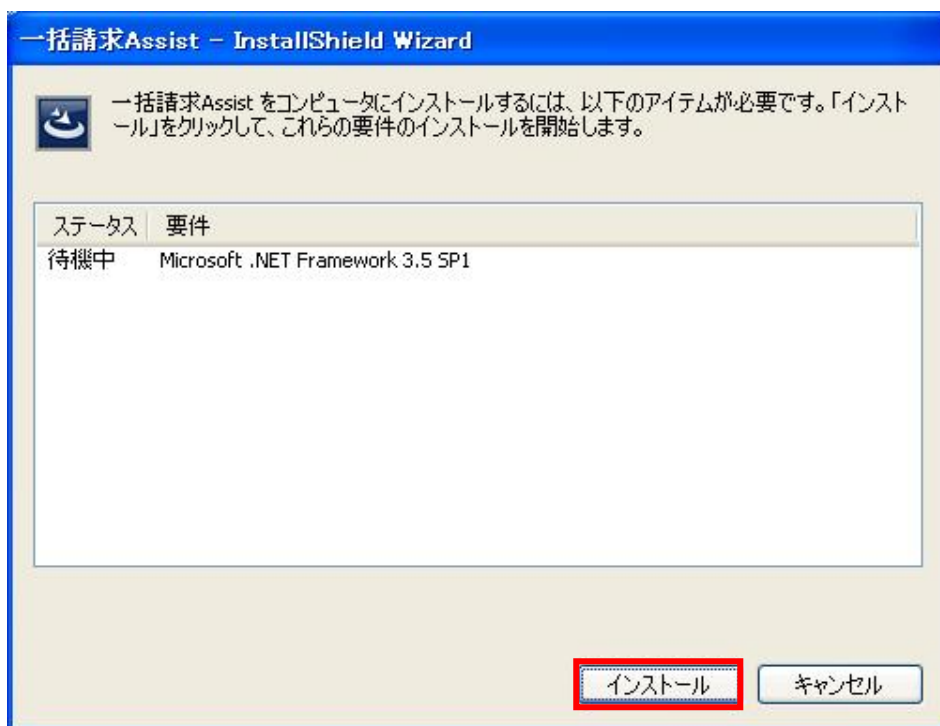 一括請求Assist - InstallShield Wizard
一括請求Assist をコンピュータにインストールするには、以下のアイテムが必要です。「インスト
ール」をクリックして、これらの要件のインストールを開始します。
ステータス 要件
待機中 Microsoft .NET Framework 3.5 SP1
インストール キャンセル